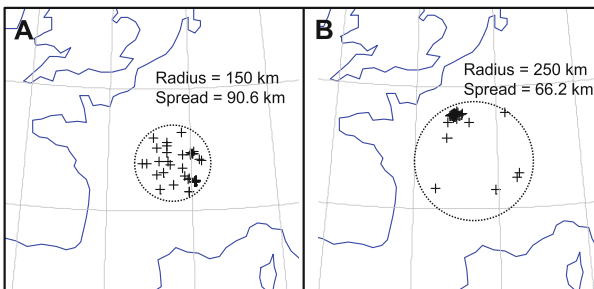 A
Radius = 150 km
Spread = 90.6 km
B
Radius = 250 km
Spread = 66.2 km